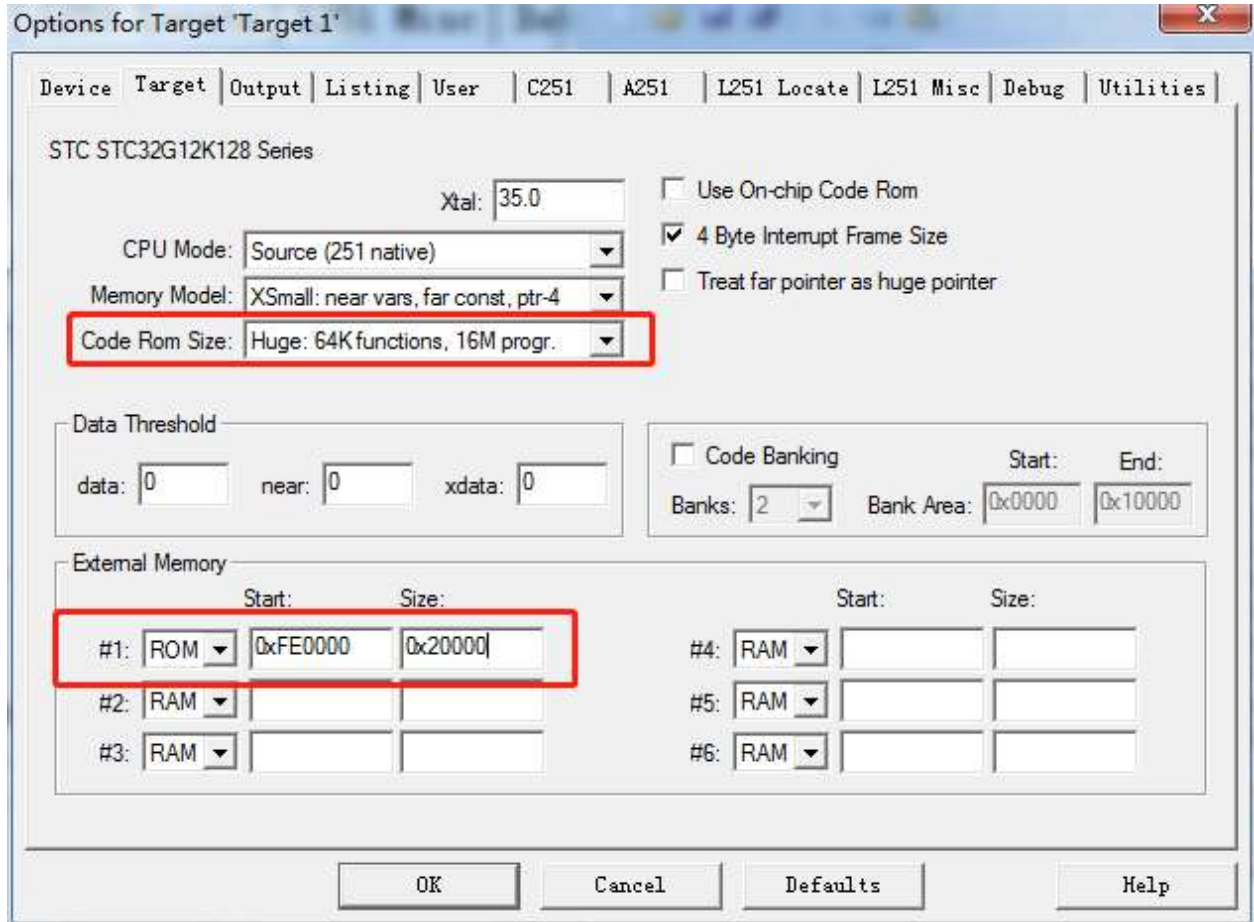 Options for Target 'Target 1'
Device Target Output Listing User C251 A251 L251 Locate L251 Misc Debug Utilities
STC STC32G12K128 Series
Xtal: 35.0
Use On-chip Code Rom
CPU Mode: Source (251 native)
4 Byte Interrupt Frame Size
Memory Model: XSmall: near vars, far const, ptr-4
Treat far pointer as huge pointer
Code Rom Size: Huge: 64K functions, 16M progr.
Data Threshold
data: 0 near: 0 xdata: 0
Code Banking Start: End:
Banks: 2 Bank Area: 0x0000 0x10000
External Memory
Start: Size: Start: Size:
#1: ROM 0xFE0000 0x20000 #4: RAM
#2: RAM #5: RAM
#3: RAM #6: RAM
OK Cancel Defaults Help